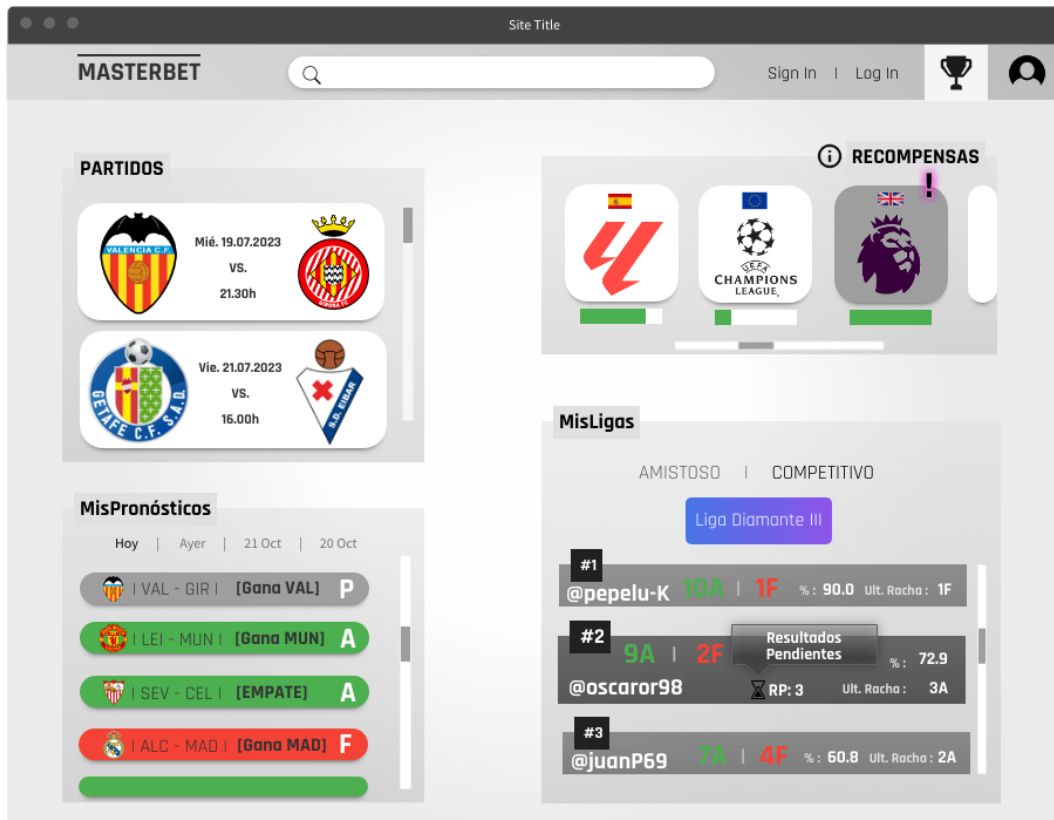 Site Title
MASTERBET
Sign In | Log In
PARTIDOS
VALENCIA C.F.
Mié. 19.07.2023
VS.
21.30h
GIRONA FC
GETAFE C.F. S.A.D.
Vie. 21.07.2023
VS.
16.00h
S.D. EIBAR
RECOMPENSAS
!
UEFA
CHAMPIONS
LEAGUE
MisPronósticos
Hoy | Ayer | 21 Oct | 20 Oct
| VAL - GIR | [Gana VAL] P
| LEI - MUN | [Gana MUN] A
| SEV - CEL | [EMPATE] A
| ALC - MAD | [Gana MAD] F
MisLigas
AMISTOSO | COMPETITIVO
Liga Diamante III
#1
@pepelu-K 10A | 1F % : 90.0 Ult. Racha : 1F
#2
9A | 2F
Resultados
Pendientes
% : 72.9
@oscaror98 RP: 3 Ult. Racha : 3A
#3
@juanP69 7A | 4F % : 60.8 Ult. Racha : 2A